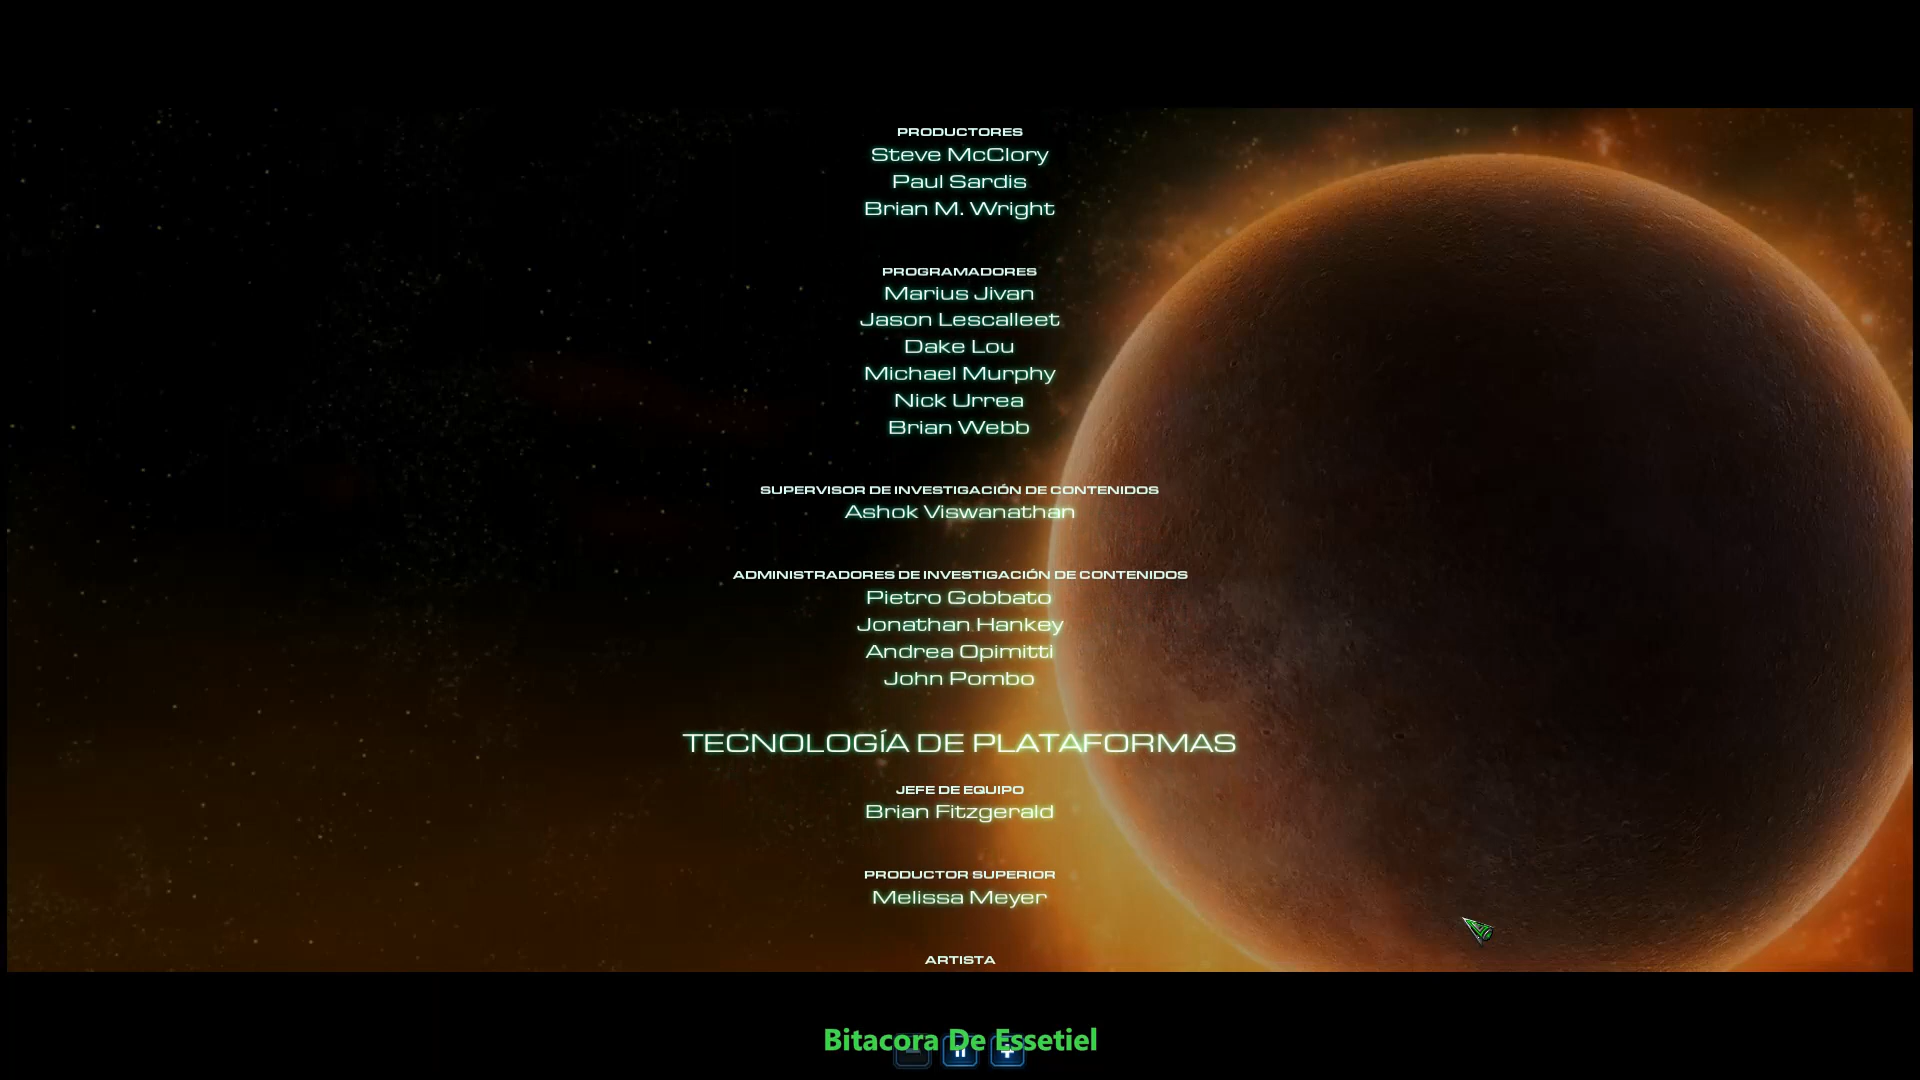 PRODUCTORES
Steve McClory
Paul Sardis
Brian M. Wright
PROGRAMADORES
Marius Jivan
Jason Lescalleet
Dake Lou
Michael Murphy
Nick Urrea
Brian Webb
SUPERVISOR DE INVESTIGACIÓN DE CONTENIDOS
Ashok Viswanathan
ADMINISTRADORES DE INVESTIGACIÓN DE CONTENIDOS
Pietro Gobbato
Jonathan Hankey
Andrea Opimitti
John Pombo
TECNOLOGÍA DE PLATAFORMAS
JEFE DE EQUIPO
Brian Fitzgerald
PRODUCTOR SUPERIOR
Melissa Meyer
ARTISTA
Bitacora De Essetiel